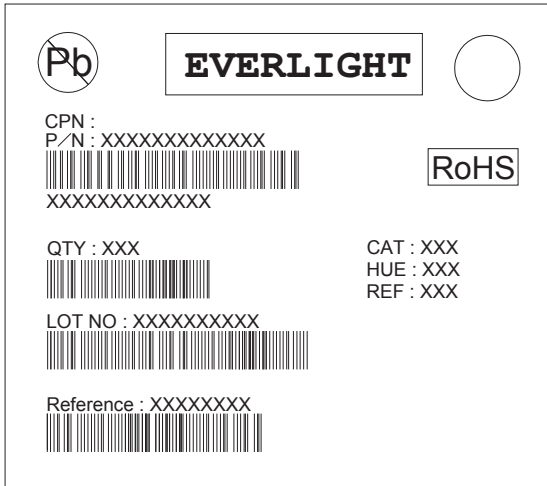 Pb
EVERLIGHT
CPN :
P/N : XXXXXXXXXXXXX
RoHS
XXXXXXXXXXXXX
QTY : XXX
CAT : XXX
HUE : XXX
REF : XXX
LOT NO : XXXXXXXXXX
Reference : XXXXXXXX